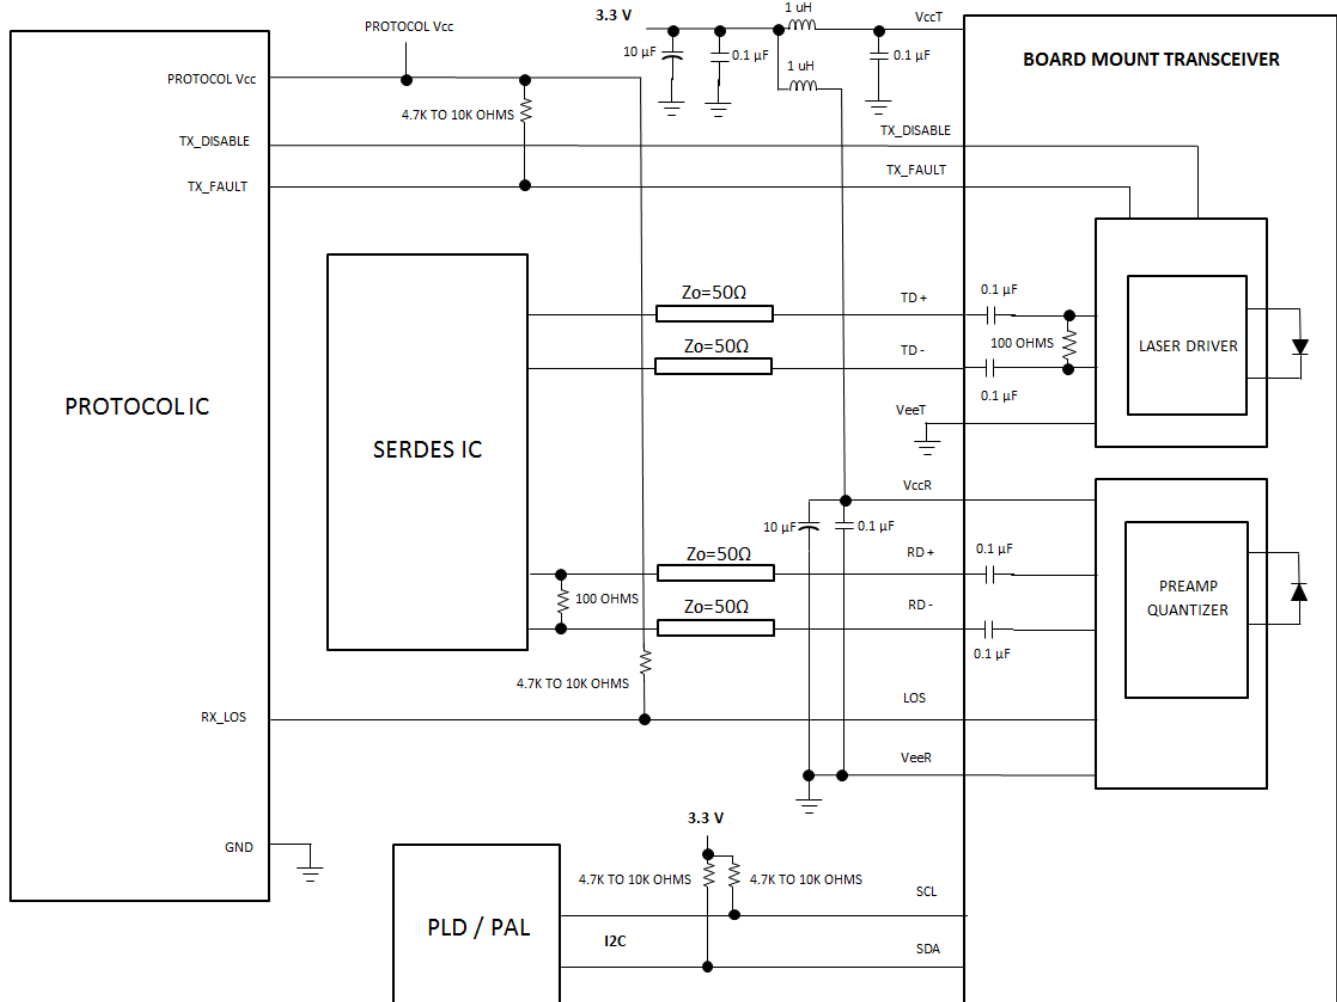 3.3 V
1 uH
VccT
PROTOCOL Vcc
10 µF
0.1 µF
0.1 µF
BOARD MOUNT TRANSCEIVER
1 uH
PROTOCOL Vcc
4.7K TO 10K OHMS
TX_DISABLE
TX_DISABLE
TX_FAULT
TX_FAULT
Zo=50Ω
TD +
0.1 µF
Zo=50Ω
TD -
100 OHMS
LASER DRIVER
0.1 µF
PROTOCOL IC
VeeT
SERDES IC
VccR
10 µF
0.1 µF
Zo=50Ω
RD +
0.1 µF
100 OHMS
Zo=50Ω
RD -
PREAMP
QUANTIZER
0.1 µF
4.7K TO 10K OHMS
LOS
RX_LOS
VeeR
3.3 V
GND
4.7K TO 10K OHMS
4.7K TO 10K OHMS
SCL
PLD / PAL
I2C
SDA